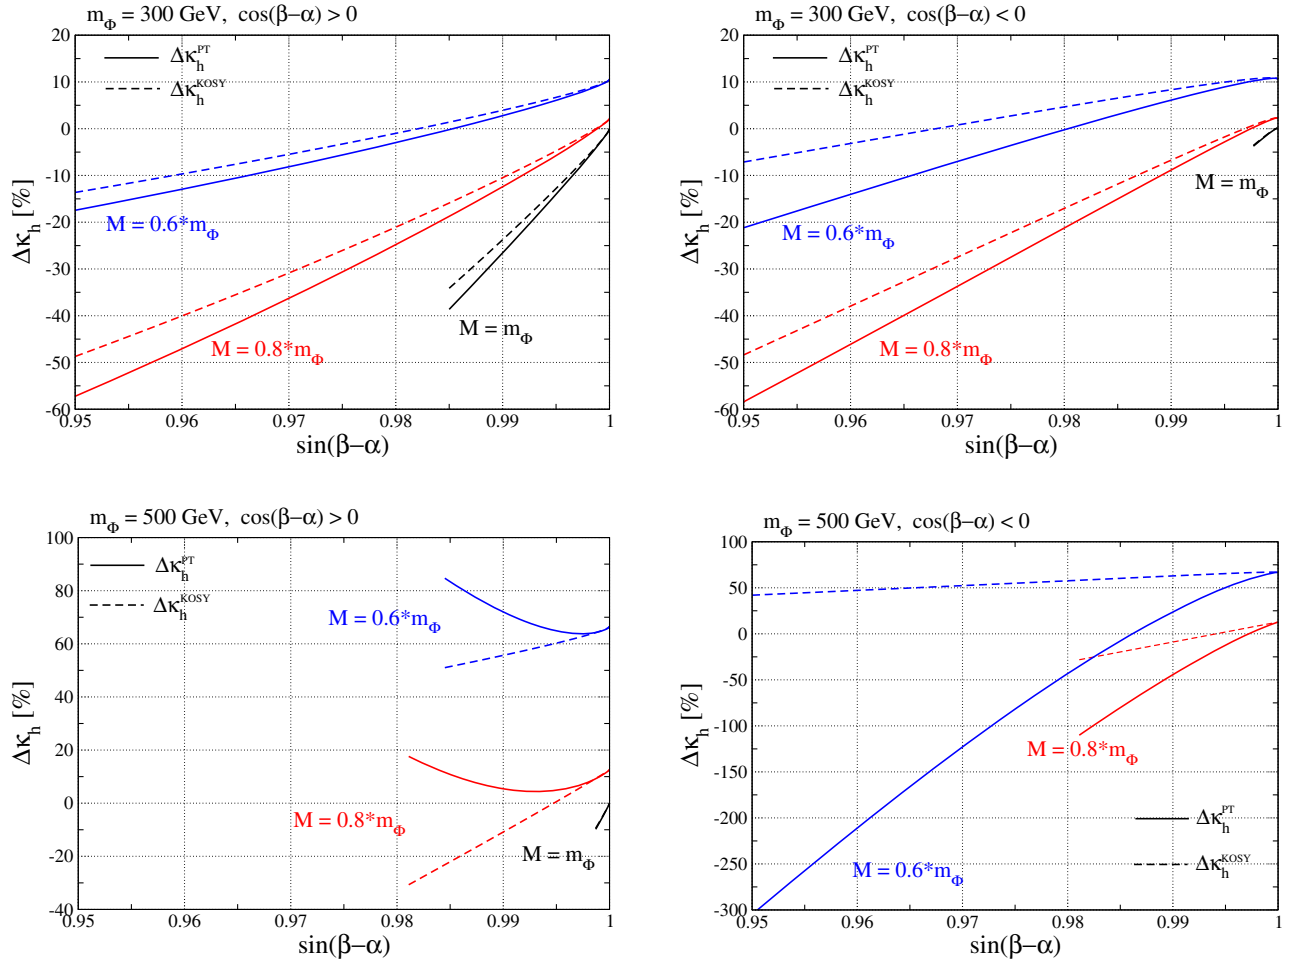 m_Φ = 300 GeV, cos(β−α) > 0
20
10
0
-10
-20
-30
-40
-50
-60
Δκ_h [%]
Δκ_h^PT
Δκ_h^KOSY
M = 0.6*m_Φ
M = 0.8*m_Φ
M = m_Φ
0.95 0.96 0.97 0.98 0.99 1
sin(β−α)
m_Φ = 300 GeV, cos(β−α) < 0
20
10
0
-10
-20
-30
-40
-50
-60
Δκ_h [%]
Δκ_h^PT
Δκ_h^KOSY
M = m_Φ
M = 0.6*m_Φ
M = 0.8*m_Φ
0.95 0.96 0.97 0.98 0.99 1
sin(β−α)
m_Φ = 500 GeV, cos(β−α) > 0
100
80
60
40
20
0
-20
-40
Δκ_h [%]
Δκ_h^PT
Δκ_h^KOSY
M = 0.6*m_Φ
M = 0.8*m_Φ
M = m_Φ
0.95 0.96 0.97 0.98 0.99 1
sin(β−α)
m_Φ = 500 GeV, cos(β−α) < 0
100
50
0
-50
-100
-150
-200
-250
-300
Δκ_h [%]
M = 0.8*m_Φ
M = 0.6*m_Φ
Δκ_h^PT
Δκ_h^KOSY
0.95 0.96 0.97 0.98 0.99 1
sin(β−α)